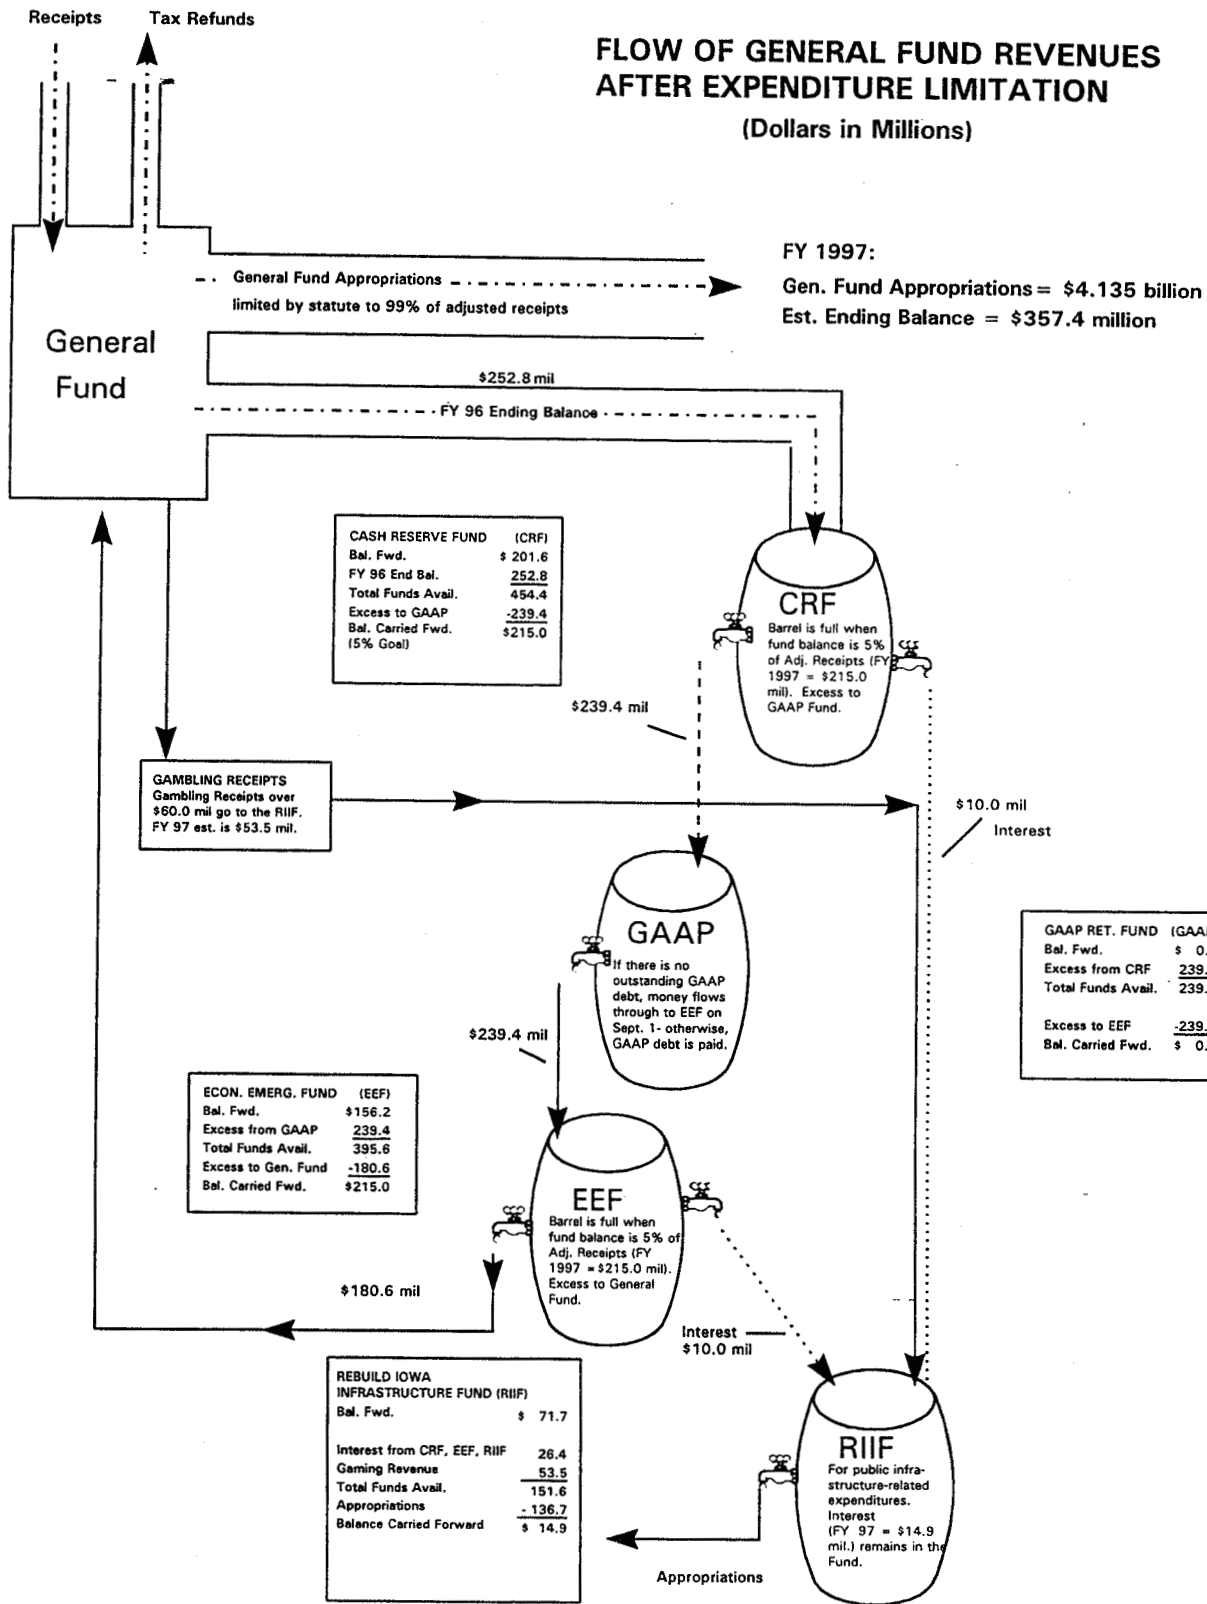 Receipts
Tax Refunds
FLOW OF GENERAL FUND REVENUES
AFTER EXPENDITURE LIMITATION
(Dollars in Millions)
FY 1997:
Gen. Fund Appropriations = $4.135 billion
Est. Ending Balance = $357.4 million
General Fund Appropriations
limited by statute to 99% of adjusted receipts
General
Fund
$252.8 mil
FY 96 Ending Balance
CASH RESERVE FUND (CRF)
Bal. Fwd. $ 201.6
FY 96 End Bal. 252.8
Total Funds Avail. 454.4
Excess to GAAP -239.4
Bal. Carried Fwd. $215.0
(5% Goal)
CRF
Barrel is full when
fund balance is 5%
of Adj. Receipts (FY
1997 = $215.0
mil). Excess to
GAAP Fund.
$239.4 mil
GAMBLING RECEIPTS
Gambling Receipts over
$60.0 mil go to the RIIF.
FY 97 est. is $53.5 mil.
$10.0 mil
Interest
GAAP
If there is no
outstanding GAAP
debt, money flows
through to EEF on
Sept. 1- otherwise,
GAAP debt is paid.
GAAP RET. FUND (GAA
Bal. Fwd. $ 0.
Excess from CRF 239.
Total Funds Avail. 239.
Excess to EEF -239.
Bal. Carried Fwd. $ 0.
$239.4 mil
ECON. EMERG. FUND (EEF)
Bal. Fwd. $156.2
Excess from GAAP 239.4
Total Funds Avail. 395.6
Excess to Gen. Fund -180.6
Bal. Carried Fwd. $215.0
EEF
Barrel is full when
fund balance is 5% of
Adj. Receipts (FY
1997 = $215.0 mil).
Excess to General
Fund.
$180.6 mil
Interest
$10.0 mil
REBUILD IOWA
INFRASTRUCTURE FUND (RIIF)
Bal. Fwd. $ 71.7
Interest from CRF, EEF, RIIF 26.4
Gaming Revenue 53.5
Total Funds Avail. 151.6
Appropriations - 136.7
Balance Carried Forward $ 14.9
RIIF
For public infra-
structure-related
expenditures.
Interest
(FY 97 = $14.9
mil.) remains in the
Fund.
Appropriations